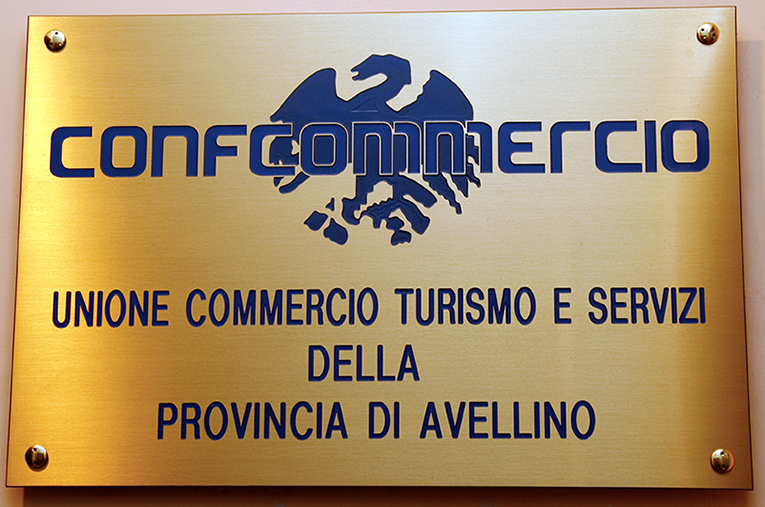 CONFCOMMERCIO
UNIONE COMMERCIO TURISMO E SERVIZI
DELLA
PROVINCIA DI AVELLINO